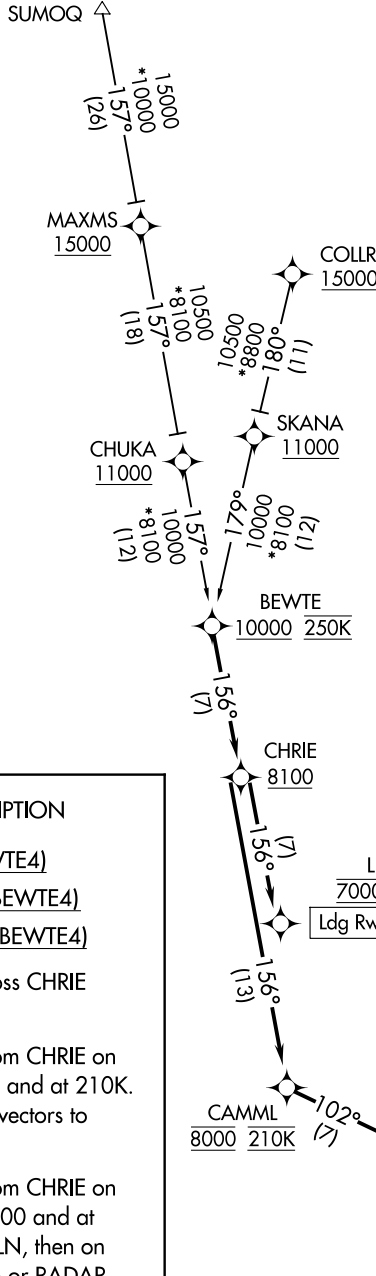 SUMOQ
15000
*10000
157°
(26)
MAXMS
15000
COLLR
15000
10500
*8100
157°
(18)
10500
*8800
180°
(11)
SKANA
11000
CHUKA
11000
10000
*8100
157°
(12)
179°
10000
*8100
(12)
BEWTE
10000 250K
156°
(7)
CHRIE
8100
156°
(7)
L
7000
Ldg Rw
156°
(13)
CAMML
8000 210K
102°
(7)
IPTION
VTE4)
BEWTE4)
BEWTE4)
oss CHRIE
om CHRIE on
and at 210K.
vectors to
om CHRIE on
00 and at
LN, then on
or RADAR